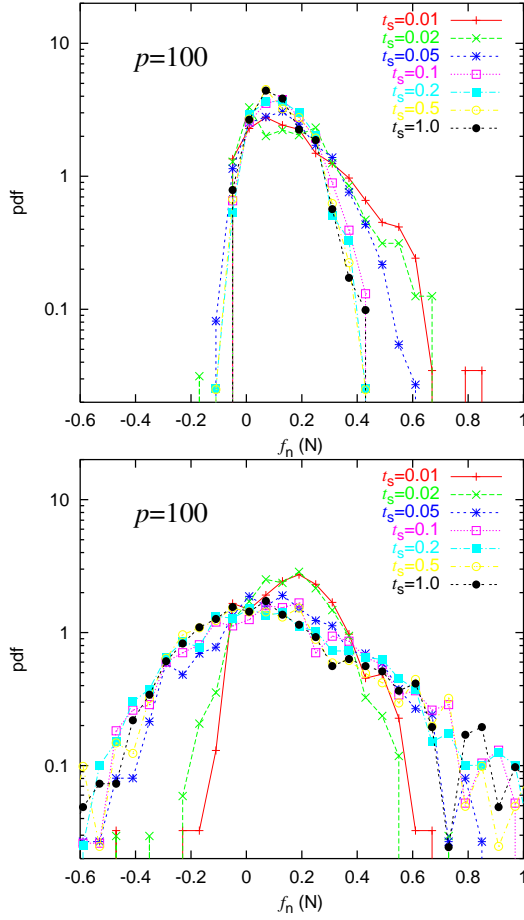 p=100
t_s=0.01
t_s=0.02
t_s=0.05
t_s=0.1
t_s=0.2
t_s=0.5
t_s=1.0
10
1
0.1
pdf
-0.6 -0.4 -0.2 0 0.2 0.4 0.6 0.8 1
f_n (N)
p=100
t_s=0.01
t_s=0.02
t_s=0.05
t_s=0.1
t_s=0.2
t_s=0.5
t_s=1.0
10
1
0.1
pdf
-0.6 -0.4 -0.2 0 0.2 0.4 0.6 0.8 1
f_n (N)